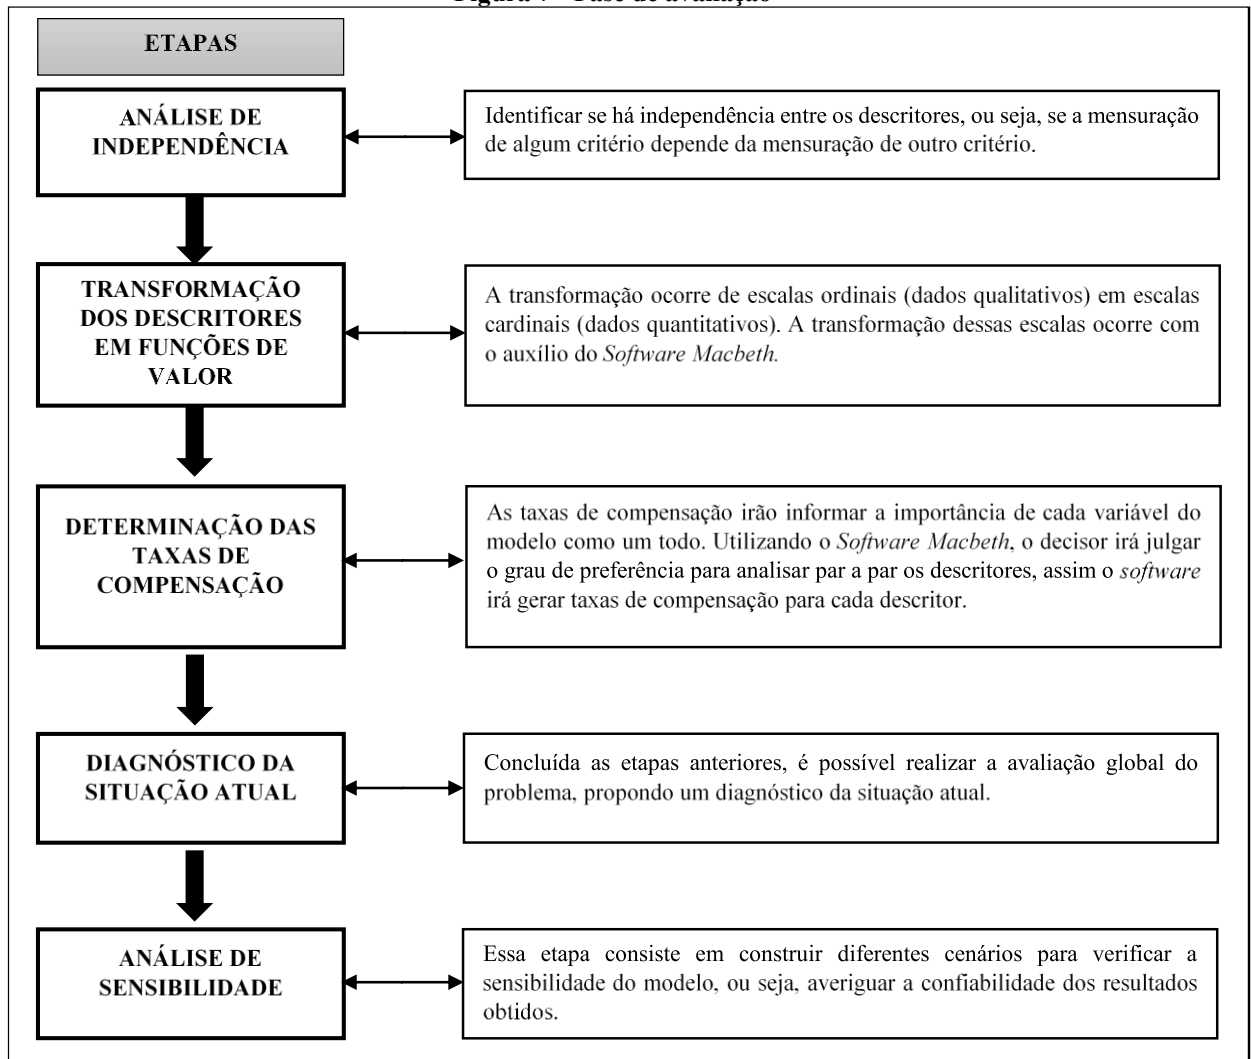 ETAPAS
ANÁLISE DE
INDEPENDÊNCIA
Identificar se há independência entre os descritores, ou seja, se a mensuração
de algum critério depende da mensuração de outro critério.
TRANSFORMAÇÃO
DOS DESCRITORES
EM FUNÇÕES DE
VALOR
A transformação ocorre de escalas ordinais (dados qualitativos) em escalas
cardinais (dados quantitativos). A transformação dessas escalas ocorre com
o auxílio do Software Macbeth.
DETERMINAÇÃO DAS
TAXAS DE
COMPENSAÇÃO
As taxas de compensação irão informar a importância de cada variável do
modelo como um todo. Utilizando o Software Macbeth, o decisor irá julgar
o grau de preferência para analisar par a par os descritores, assim o software
irá gerar taxas de compensação para cada descritor.
DIAGNÓSTICO DA
SITUAÇÃO ATUAL
Concluída as etapas anteriores, é possível realizar a avaliação global do
problema, propondo um diagnóstico da situação atual.
ANÁLISE DE
SENSIBILIDADE
Essa etapa consiste em construir diferentes cenários para verificar a
sensibilidade do modelo, ou seja, averiguar a confiabilidade dos resultados
obtidos.